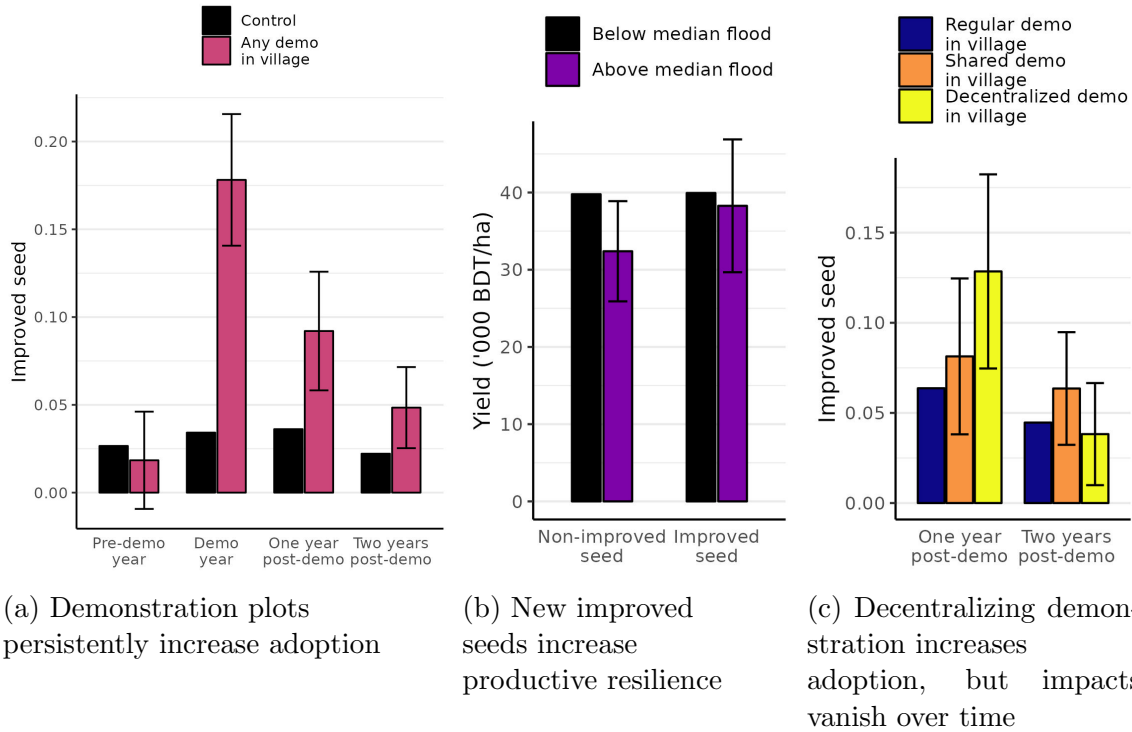 Control
Any demo
in village
Improved seed
0.20
0.15
0.10
0.05
0.00
Pre-demo
year
Demo
year
One year
post-demo
Two years
post-demo
(a) Demonstration plots
persistently increase adoption
Below median flood
Above median flood
Yield ('000 BDT/ha)
40
30
20
10
0
Non-improved
seed
Improved
seed
(b) New improved
seeds increase
productive resilience
Regular demo
in village
Shared demo
in village
Decentralized demo
in village
Improved seed
0.15
0.10
0.05
0.00
One year
post-demo
Two years
post-demo
(c) Decentralizing demon-
stration increases
adoption, but impacts
vanish over time